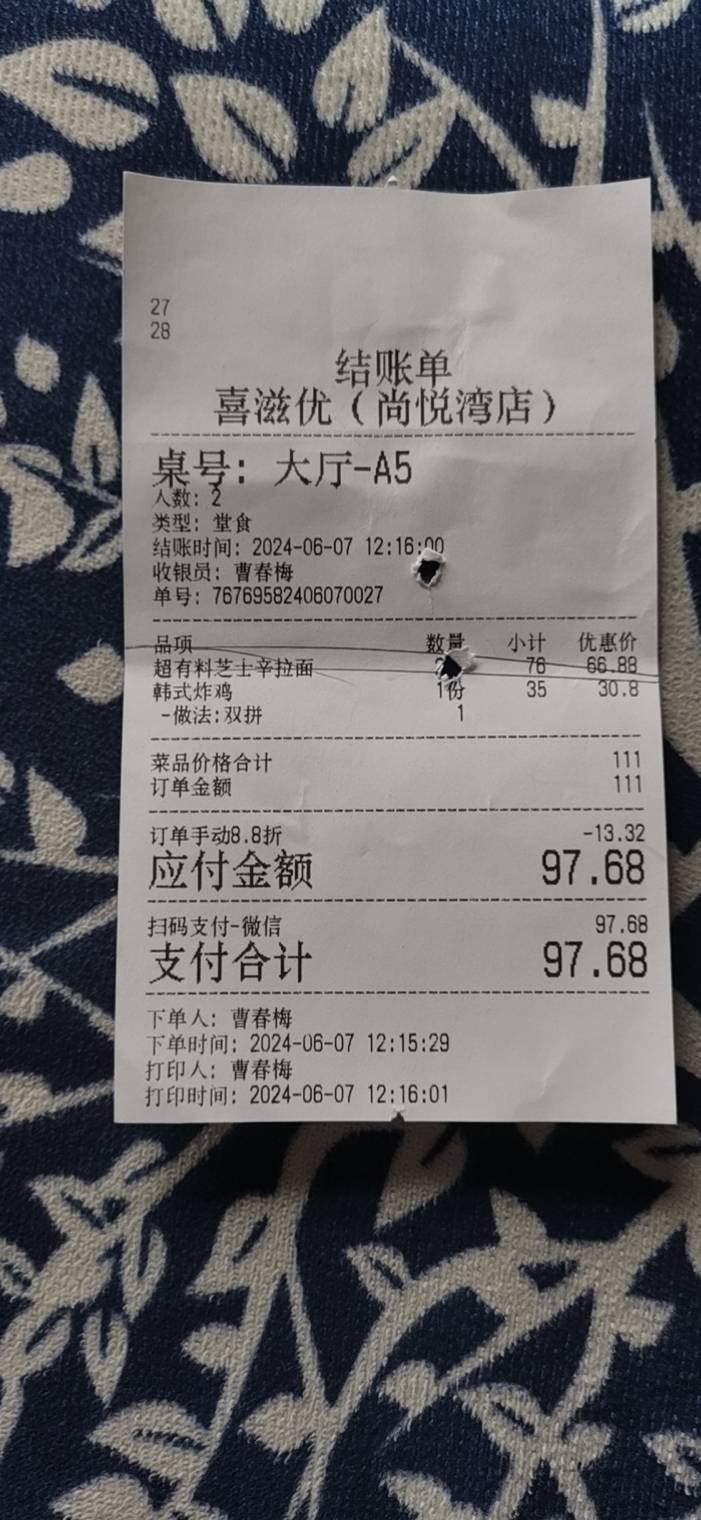 27
28
结账单
喜滋优(尚悦湾店)
桌号: 大厅-A5
人数: 2
类型: 堂食
结账时间: 2024-06-07 12:16:00
收银员: 曹春梅
单号: 76769582406070027
品项 数量 小计 优惠价
超有料芝士辛拉面 76 66.88
韩式炸鸡 1份 35 30.8
-做法:双拼 1
菜品价格合计 111
订单金额 111
订单手动8.8折 -13.32
应付金额 97.68
扫码支付-微信 97.68
支付合计 97.68
下单人: 曹春梅
下单时间: 2024-06-07 12:15:29
打印人: 曹春梅
打印时间: 2024-06-07 12:16:01